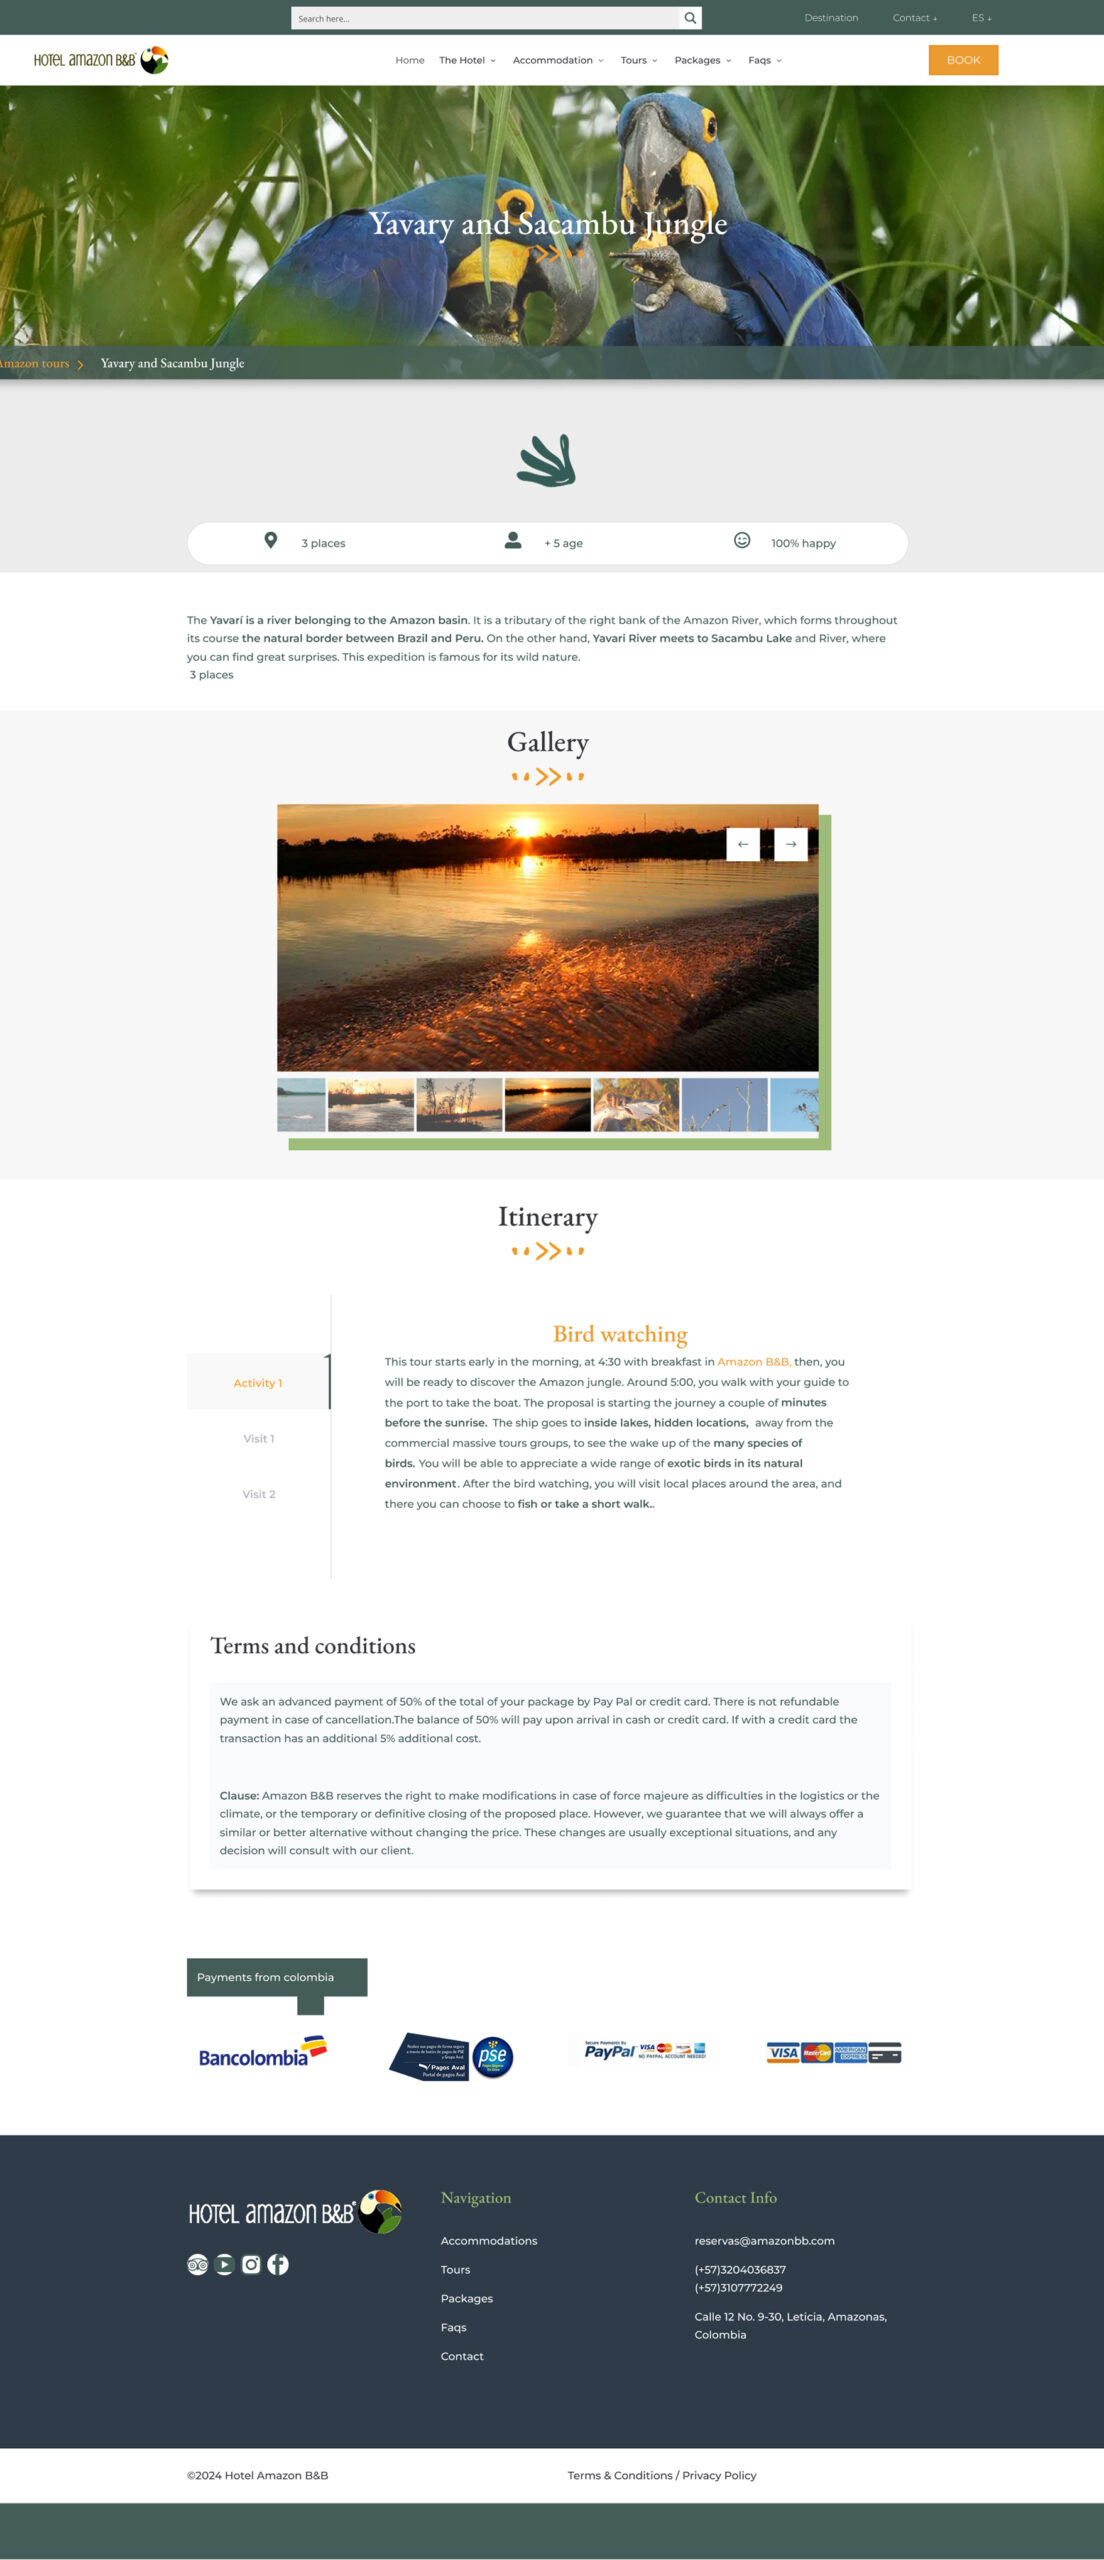 Search here...
Destination
Contact ↓
ES ↓
HOTEL amazon B&B
Home
The Hotel
Accommodation
Tours
Packages
Faqs
BOOK
Yavary and Sacambu Jungle
Amazon tours
Yavary and Sacambu Jungle
3 places
+ 5 age
100% happy
The Yavarí is a river belonging to the Amazon basin. It is a tributary of the right bank of the Amazon River, which forms throughout
its course the natural border between Brazil and Peru. On the other hand, Yavari River meets to Sacambu Lake and River, where
you can find great surprises. This expedition is famous for its wild nature.
3 places
Gallery
Itinerary
Activity 1
Visit 1
Visit 2
Bird watching
This tour starts early in the morning, at 4:30 with breakfast in Amazon B&B, then, you
will be ready to discover the Amazon jungle. Around 5:00, you walk with your guide to
the port to take the boat. The proposal is starting the journey a couple of minutes
before the sunrise. The ship goes to inside lakes, hidden locations, away from the
commercial massive tours groups, to see the wake up of the many species of
birds. You will be able to appreciate a wide range of exotic birds in its natural
environment. After the bird watching, you will visit local places around the area, and
there you can choose to fish or take a short walk..
Terms and conditions
We ask an advanced payment of 50% of the total of your package by Pay Pal or credit card. There is not refundable
payment in case of cancellation.The balance of 50% will pay upon arrival in cash or credit card. If with a credit card the
transaction has an additional 5% additional cost.
Clause: Amazon B&B reserves the right to make modifications in case of force majeure as difficulties in the logistics or the
climate, or the temporary or definitive closing of the proposed place. However, we guarantee that we will always offer a
similar or better alternative without changing the price. These changes are usually exceptional situations, and any
decision will consult with our client.
Payments from colombia
Bancolombia
Pagos Aval
Portal de pagos Aval
pse
Secure Payments By
PayPal
VISA
NO PAYPAL ACCOUNT NEEDED!
VISA
MasterCard
AMERICAN EXPRESS
HOTEL amazon B&B
Navigation
Accommodations
Tours
Packages
Faqs
Contact
Contact Info
reservas@amazonbb.com
(+57)3204036837
(+57)3107772249
Calle 12 No. 9-30, Leticia, Amazonas,
Colombia
©2024 Hotel Amazon B&B
Terms & Conditions / Privacy Policy